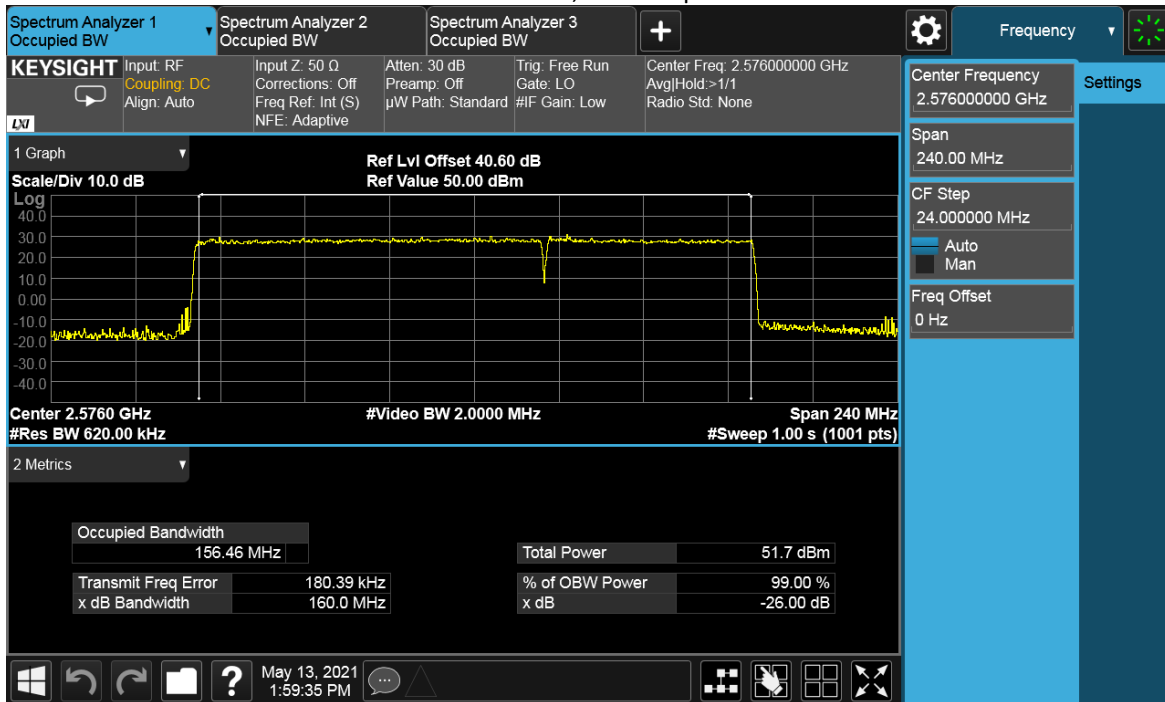 Spectrum Analyzer 1
Occupied BW
Spectrum Analyzer 2
Occupied BW
Spectrum Analyzer 3
Occupied BW
Frequency
KEYSIGHT
LXI
Input: RF
Coupling: DC
Align: Auto
Input Z: 50 Ω
Corrections: Off
Freq Ref: Int (S)
NFE: Adaptive
Atten: 30 dB
Preamp: Off
µW Path: Standard
Trig: Free Run
Gate: LO
#IF Gain: Low
Center Freq: 2.576000000 GHz
Avg|Hold:>1/1
Radio Std: None
Center Frequency
2.576000000 GHz
Settings
Span
240.00 MHz
CF Step
24.000000 MHz
Auto
Man
Freq Offset
0 Hz
1 Graph
Scale/Div 10.0 dB
Ref Lvl Offset 40.60 dB
Ref Value 50.00 dBm
Log
40.0
30.0
20.0
10.0
0.00
-10.0
-20.0
-30.0
-40.0
Center 2.5760 GHz
#Res BW 620.00 kHz
#Video BW 2.0000 MHz
Span 240 MHz
#Sweep 1.00 s (1001 pts)
2 Metrics
Occupied Bandwidth
156.46 MHz
Total Power 51.7 dBm
Transmit Freq Error 180.39 kHz
x dB Bandwidth 160.0 MHz
% of OBW Power 99.00 %
x dB -26.00 dB
?
May 13, 2021
1:59:35 PM